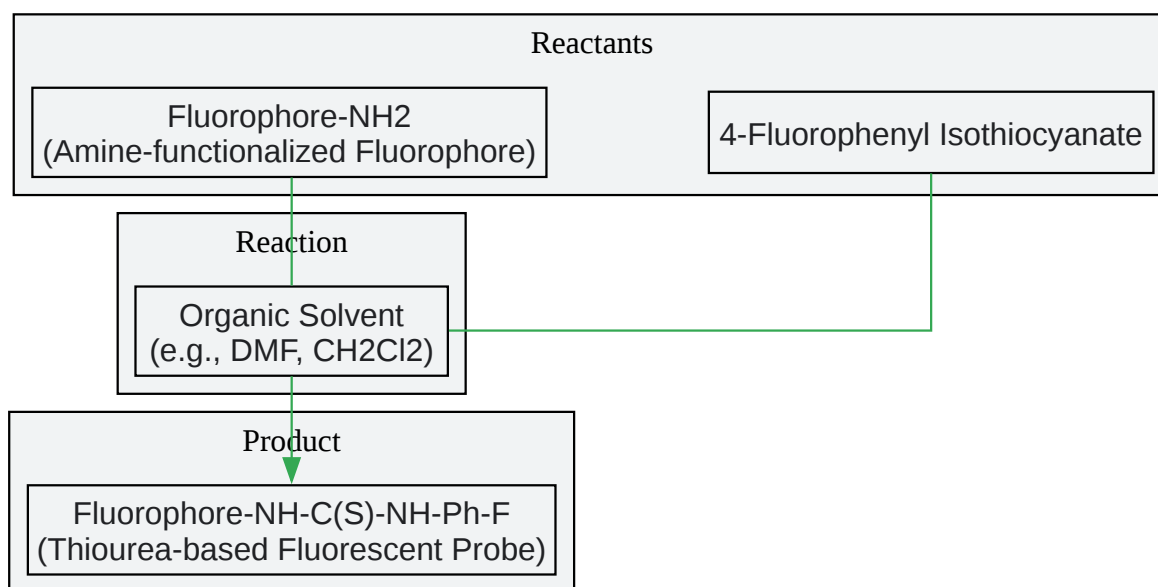 Reactants
Fluorophore-NH2
(Amine-functionalized Fluorophore)
4-Fluorophenyl Isothiocyanate
Reaction
Organic Solvent
(e.g., DMF, CH2Cl2)
Product
Fluorophore-NH-C(S)-NH-Ph-F
(Thiourea-based Fluorescent Probe)